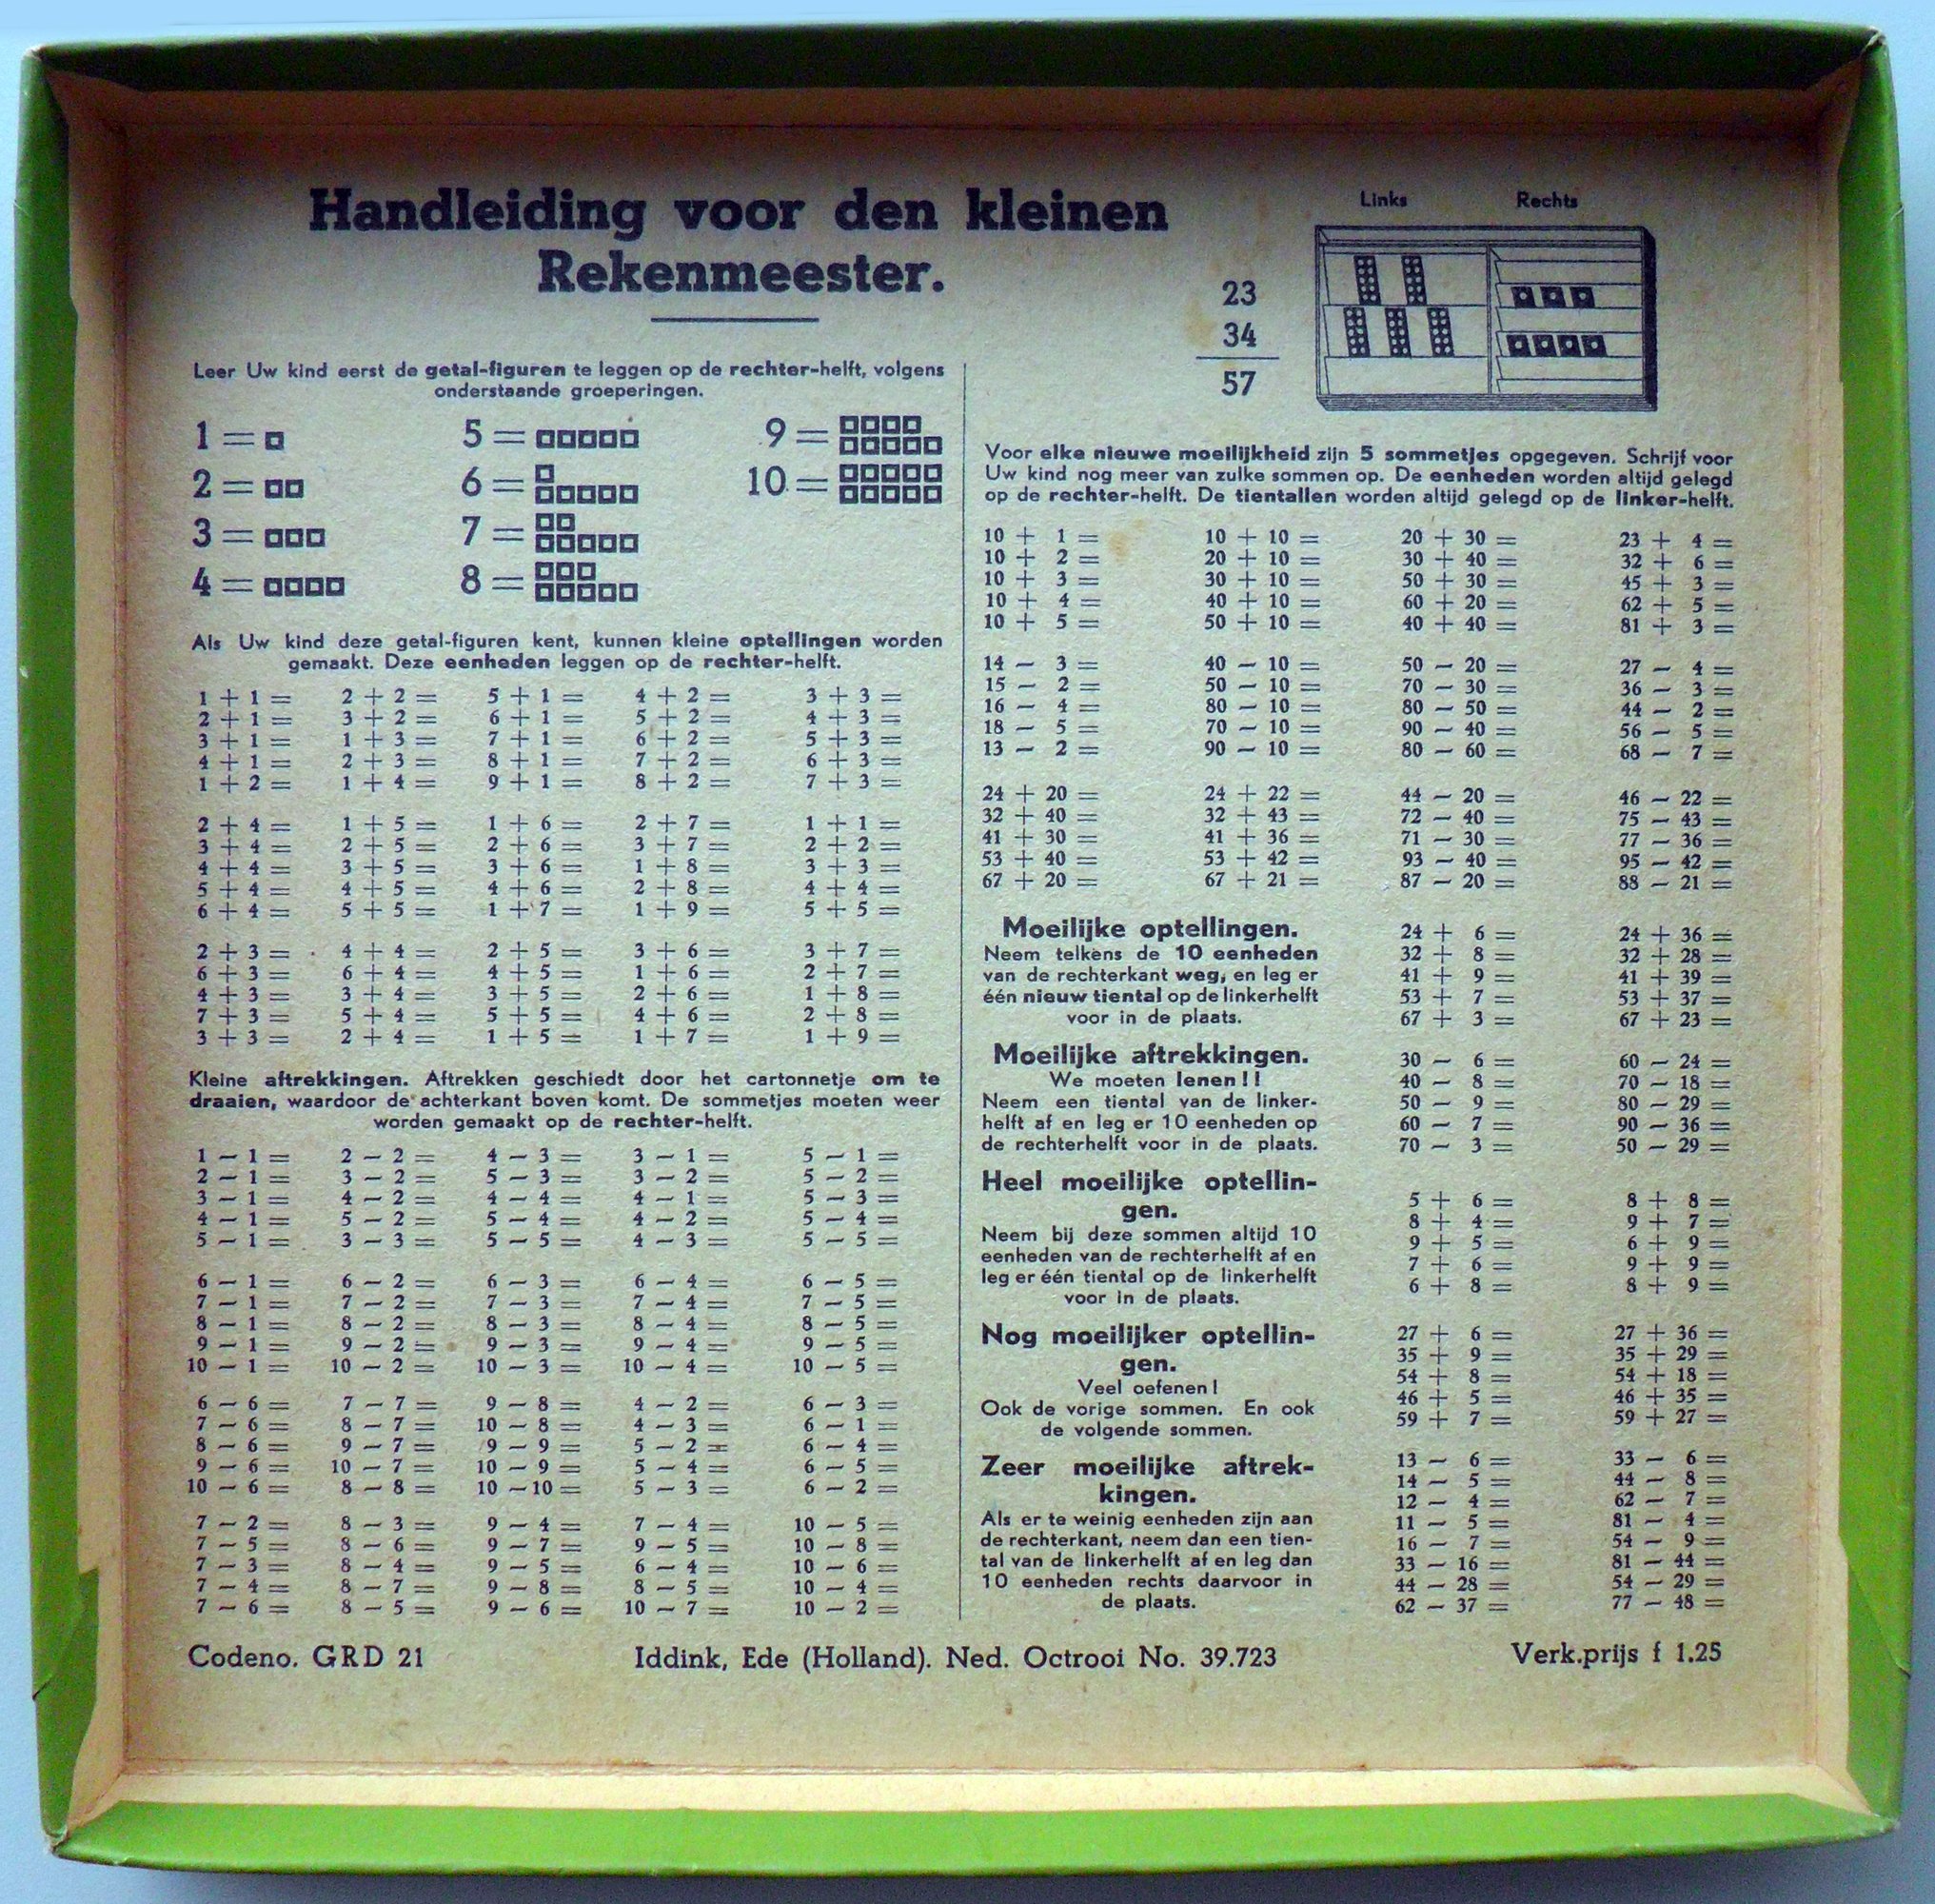 Handleiding voor den kleinen
Rekenmeester.
Links Rechts
23
34
57
Leer Uw kind eerst de getal-figuren te leggen op de rechter-helft, volgens
onderstaande groeperingen.
1 = 5 = 9 =
2 = 6 = 10 =
3 = 7 =
4 = 8 =
Als Uw kind deze getal-figuren kent, kunnen kleine optellingen worden
gemaakt. Deze eenheden leggen op de rechter-helft.
1 + 1 = 2 + 2 = 5 + 1 = 4 + 2 = 3 + 3 =
2 + 1 = 3 + 2 = 6 + 1 = 5 + 2 = 4 + 3 =
3 + 1 = 1 + 3 = 7 + 1 = 6 + 2 = 5 + 3 =
4 + 1 = 2 + 3 = 8 + 1 = 7 + 2 = 6 + 3 =
1 + 2 = 1 + 4 = 9 + 1 = 8 + 2 = 7 + 3 =
2 + 4 = 1 + 5 = 1 + 6 = 2 + 7 = 1 + 1 =
3 + 4 = 2 + 5 = 2 + 6 = 3 + 7 = 2 + 2 =
4 + 4 = 3 + 5 = 3 + 6 = 1 + 8 = 3 + 3 =
5 + 4 = 4 + 5 = 4 + 6 = 2 + 8 = 4 + 4 =
6 + 4 = 5 + 5 = 1 + 7 = 1 + 9 = 5 + 5 =
2 + 3 = 4 + 4 = 2 + 5 = 3 + 6 = 3 + 7 =
6 + 3 = 6 + 4 = 4 + 5 = 1 + 6 = 2 + 7 =
4 + 3 = 3 + 4 = 3 + 5 = 2 + 6 = 1 + 8 =
7 + 3 = 5 + 4 = 5 + 5 = 4 + 6 = 2 + 8 =
3 + 3 = 2 + 4 = 1 + 5 = 1 + 7 = 1 + 9 =
Kleine aftrekkingen. Aftrekken geschiedt door het cartonnetje om te
draaien, waardoor de achterkant boven komt. De sommetjes moeten weer
worden gemaakt op de rechter-helft.
1 - 1 = 2 - 2 = 4 - 3 = 3 - 1 = 5 - 1 =
2 - 1 = 3 - 2 = 5 - 3 = 3 - 2 = 5 - 2 =
3 - 1 = 4 - 2 = 4 - 4 = 4 - 1 = 5 - 3 =
4 - 1 = 5 - 2 = 5 - 4 = 4 - 2 = 5 - 4 =
5 - 1 = 3 - 3 = 5 - 5 = 4 - 3 = 5 - 5 =
6 - 1 = 6 - 2 = 6 - 3 = 6 - 4 = 6 - 5 =
7 - 1 = 7 - 2 = 7 - 3 = 7 - 4 = 7 - 5 =
8 - 1 = 8 - 2 = 8 - 3 = 8 - 4 = 8 - 5 =
9 - 1 = 9 - 2 = 9 - 3 = 9 - 4 = 9 - 5 =
10 - 1 = 10 - 2 = 10 - 3 = 10 - 4 = 10 - 5 =
6 - 6 = 7 - 7 = 9 - 8 = 4 - 2 = 6 - 3 =
7 - 6 = 8 - 7 = 10 - 8 = 4 - 3 = 6 - 1 =
8 - 6 = 9 - 7 = 9 - 9 = 5 - 2 = 6 - 4 =
9 - 6 = 10 - 7 = 10 - 9 = 5 - 4 = 6 - 5 =
10 - 6 = 8 - 8 = 10 - 10 = 5 - 3 = 6 - 2 =
7 - 2 = 8 - 3 = 9 - 4 = 7 - 4 = 10 - 5 =
7 - 5 = 8 - 6 = 9 - 7 = 9 - 5 = 10 - 8 =
7 - 3 = 8 - 4 = 9 - 5 = 6 - 4 = 10 - 6 =
7 - 4 = 8 - 7 = 9 - 8 = 8 - 5 = 10 - 4 =
7 - 6 = 8 - 5 = 9 - 6 = 10 - 7 = 10 - 2 =
Voor elke nieuwe moeilijkheid zijn 5 sommetjes opgegeven. Schrijf voor
Uw kind nog meer van zulke sommen op. De eenheden worden altijd gelegd
op de rechter-helft. De tientallen worden altijd gelegd op de linker-helft.
10 + 1 = 10 + 10 = 20 + 30 = 23 + 4 =
10 + 2 = 20 + 10 = 30 + 40 = 32 + 6 =
10 + 3 = 30 + 10 = 50 + 30 = 45 + 3 =
10 + 4 = 40 + 10 = 60 + 20 = 62 + 5 =
10 + 5 = 50 + 10 = 40 + 40 = 81 + 3 =
14 - 3 = 40 - 10 = 50 - 20 = 27 - 4 =
15 - 2 = 50 - 10 = 70 - 30 = 36 - 3 =
16 - 4 = 80 - 10 = 80 - 50 = 44 - 2 =
18 - 5 = 70 - 10 = 90 - 40 = 56 - 5 =
13 - 2 = 90 - 10 = 80 - 60 = 68 - 7 =
24 + 20 = 24 + 22 = 44 - 20 = 46 - 22 =
32 + 40 = 32 + 43 = 72 - 40 = 75 - 43 =
41 + 30 = 41 + 36 = 71 - 30 = 77 - 36 =
53 + 40 = 53 + 42 = 93 - 40 = 95 - 42 =
67 + 20 = 67 + 21 = 87 - 20 = 88 - 21 =
Moeilijke optellingen.
Neem telkens de 10 eenheden
van de rechterkant weg, en leg er
één nieuw tiental op de linkerhelft
voor in de plaats.
24 + 6 = 24 + 36 =
32 + 8 = 32 + 28 =
41 + 9 = 41 + 39 =
53 + 7 = 53 + 37 =
67 + 3 = 67 + 23 =
Moeilijke aftrekkingen.
We moeten lenen!!
Neem een tiental van de linker-
helft af en leg er 10 eenheden op
de rechterhelft voor in de plaats.
30 - 6 = 60 - 24 =
40 - 8 = 70 - 18 =
50 - 9 = 80 - 29 =
60 - 7 = 90 - 36 =
70 - 3 = 50 - 29 =
Heel moeilijke optellin-
gen.
Neem bij deze sommen altijd 10
eenheden van de rechterhelft af en
leg er één tiental op de linkerhelft
voor in de plaats.
5 + 6 = 8 + 8 =
8 + 4 = 9 + 7 =
9 + 5 = 6 + 9 =
7 + 6 = 9 + 9 =
6 + 8 = 8 + 9 =
Nog moeilijker optellin-
gen.
Veel oefenen!
Ook de vorige sommen. En ook
de volgende sommen.
27 + 6 = 27 + 36 =
35 + 9 = 35 + 29 =
54 + 8 = 54 + 18 =
46 + 5 = 46 + 35 =
59 + 7 = 59 + 27 =
Zeer moeilijke aftrek-
kingen.
Als er te weinig eenheden zijn aan
de rechterkant, neem dan een tien-
tal van de linkerhelft af en leg dan
10 eenheden rechts daarvoor in
de plaats.
13 - 6 = 33 - 6 =
14 - 5 = 44 - 8 =
12 - 4 = 62 - 7 =
11 - 5 = 81 - 4 =
16 - 7 = 54 - 9 =
33 - 16 = 81 - 44 =
44 - 28 = 54 - 29 =
62 - 37 = 77 - 48 =
Codeno. GRD 21 Iddink, Ede (Holland). Ned. Octrooi No. 39.723 Verk.prijs f 1.25